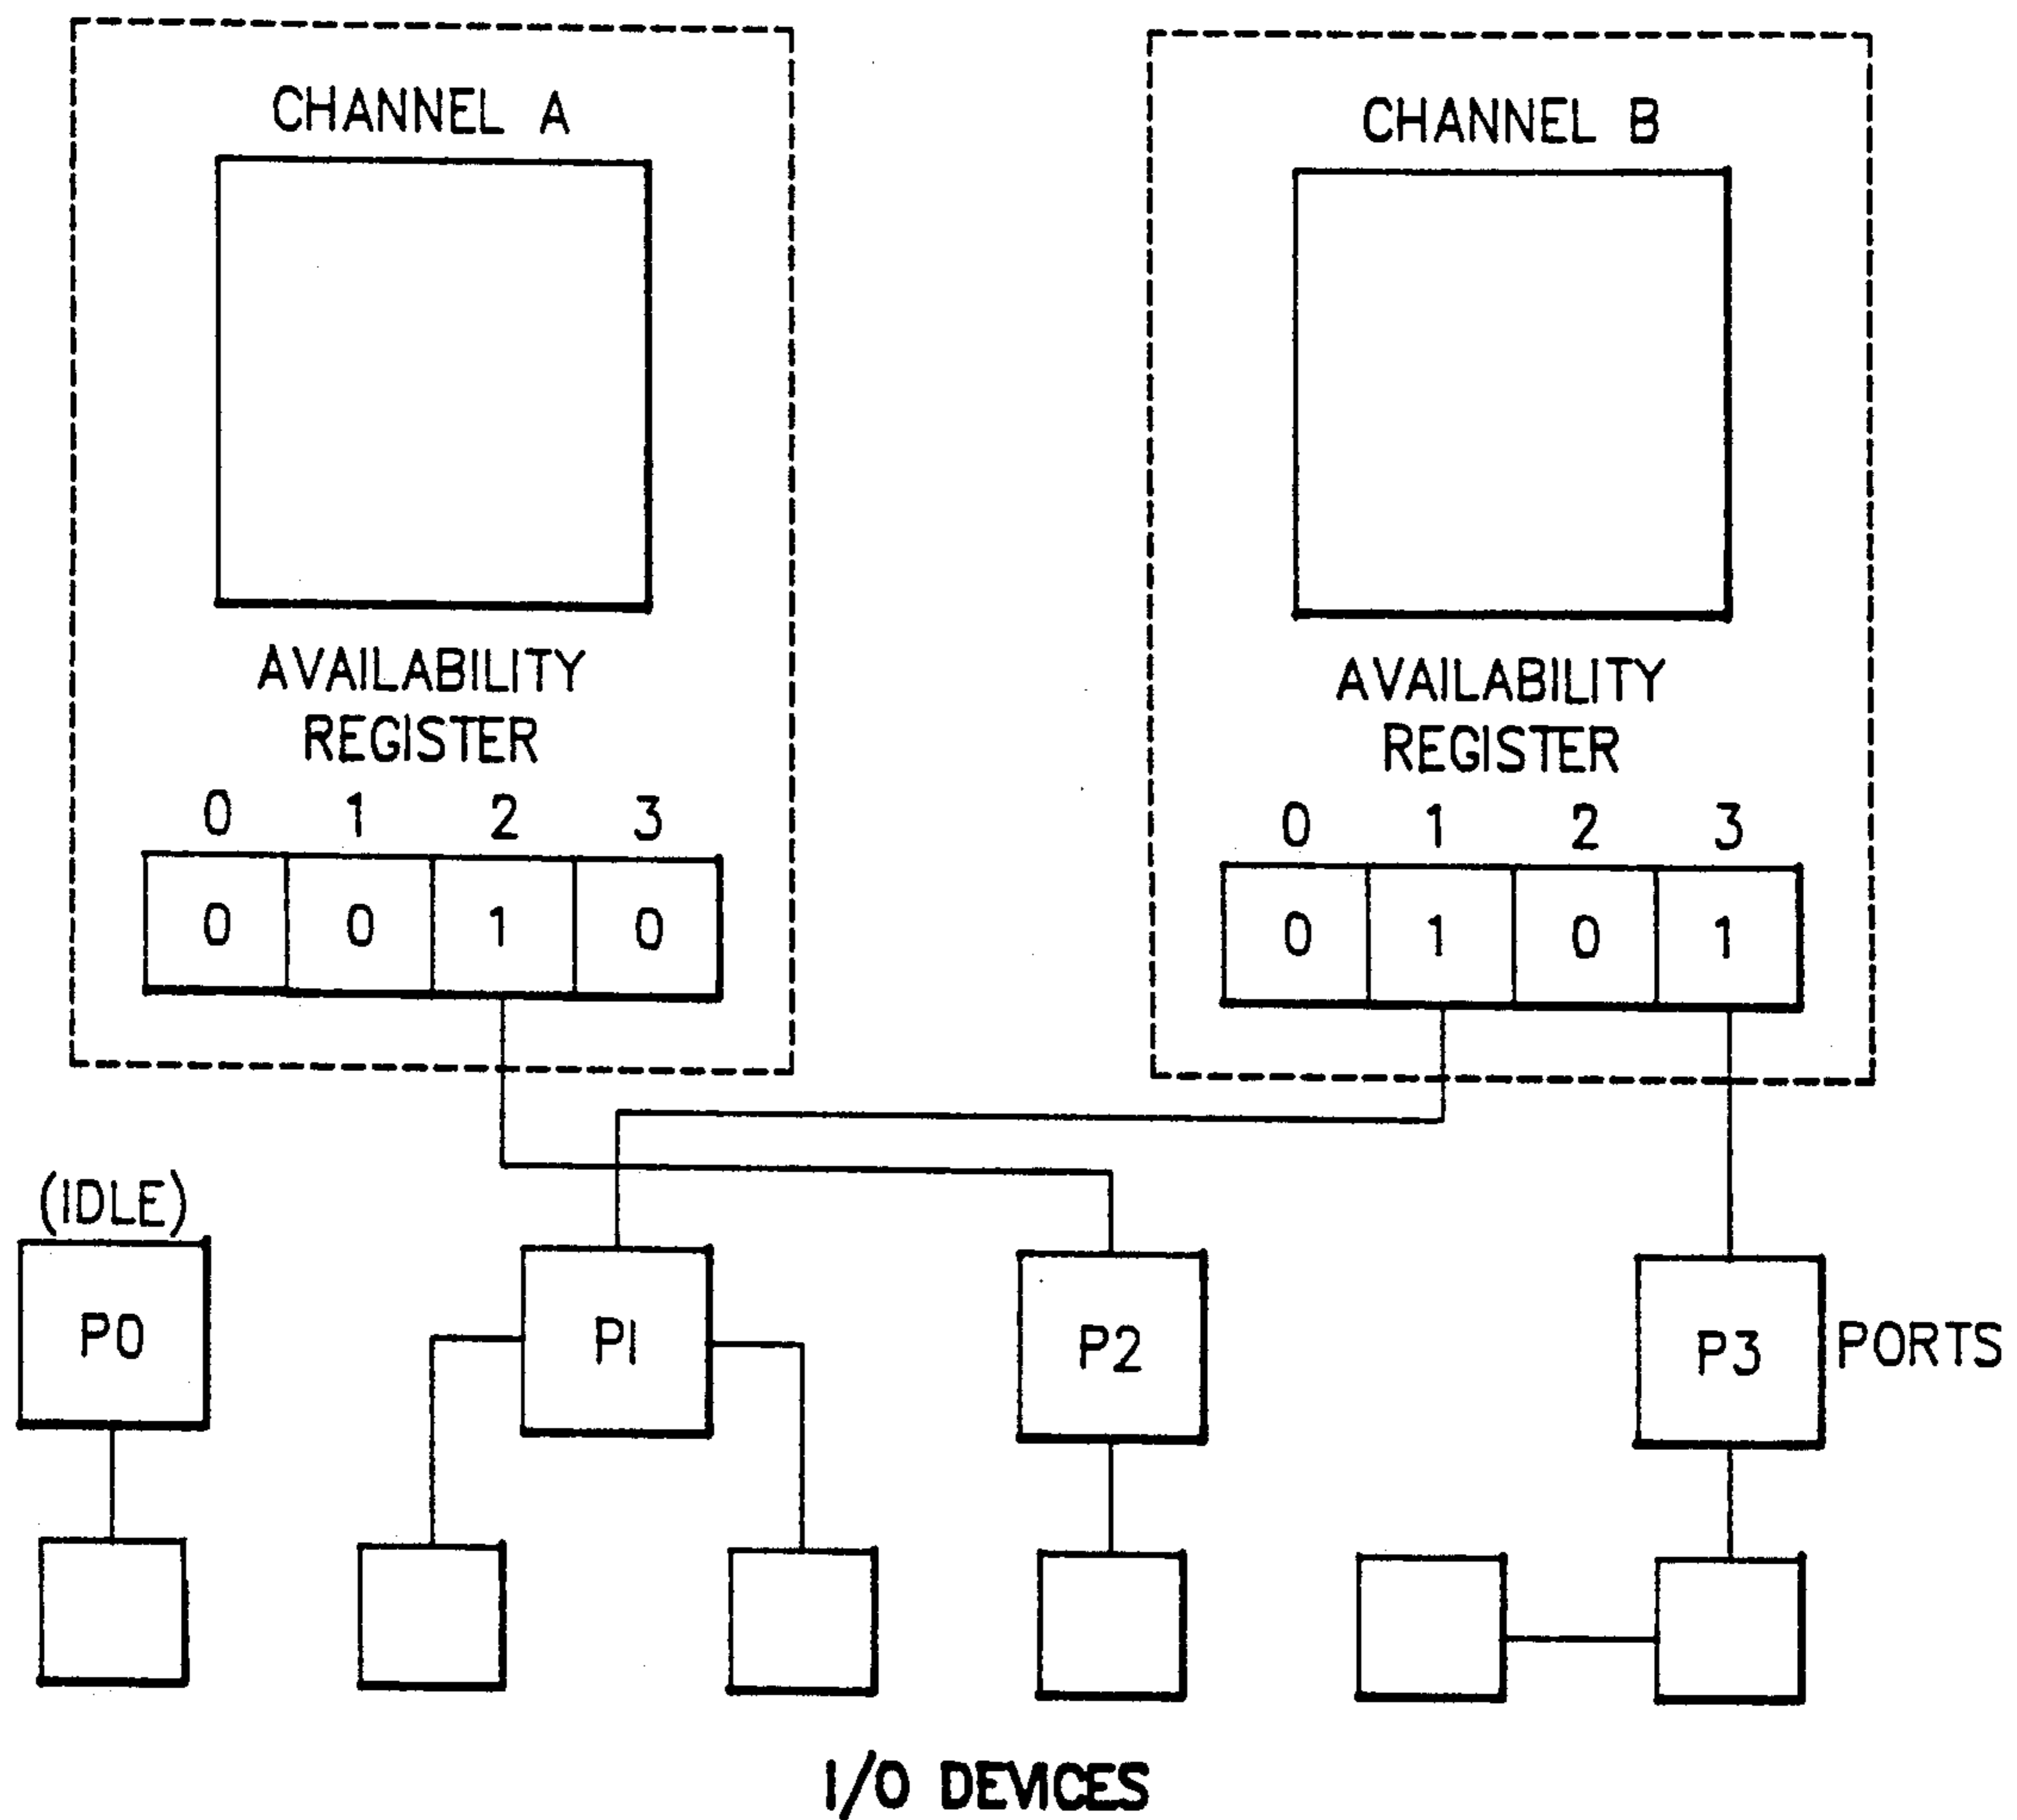 CHANNEL A
CHANNEL B
AVAILABILITY
REGISTER
AVAILABILITY
REGISTER
0 1 2 3
0 1 2 3
0 0 1 0
0 1 0 1
(IDLE)
P0
P1
P2
P3
PORTS
I/O DEVICES